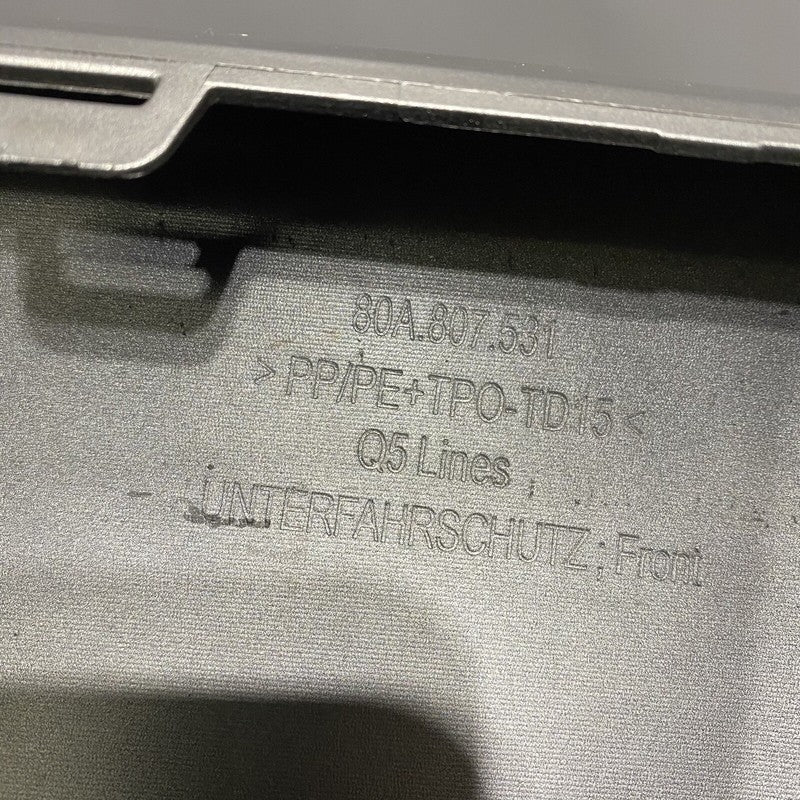 80A.807.531
>PP/PE+TPO-TD15<
Q5 Lines ;
UNTERFAHRSCHUTZ ; Front